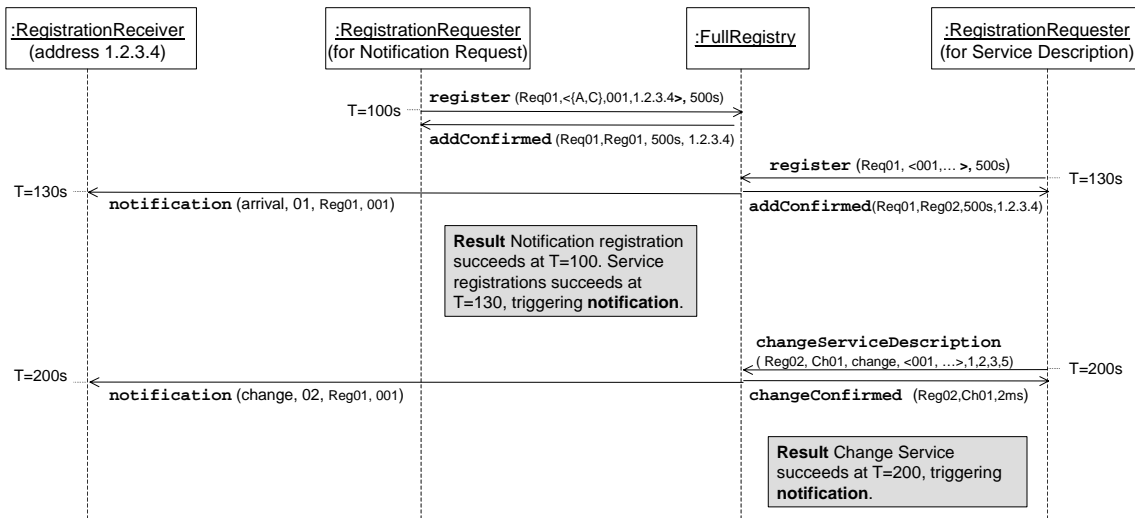 :RegistrationReceiver
(address 1.2.3.4)
:RegistrationRequester
(for Notification Request)
:FullRegistry
:RegistrationRequester
(for Service Description)
T=100s
register (Req01,<{A,C},001,1.2.3.4>, 500s)
addConfirmed (Req01,Reg01, 500s, 1.2.3.4)
register (Req01, <001,… >, 500s)
T=130s
T=130s
notification (arrival, 01, Reg01, 001)
addConfirmed(Req01,Reg02,500s,1.2.3.4)
Result Notification registration
succeeds at T=100. Service
registrations succeeds at
T=130, triggering notification.
changeServiceDescription
( Reg02, Ch01, change, <001, …>,1,2,3,5)
T=200s
T=200s
notification (change, 02, Reg01, 001)
changeConfirmed (Reg02,Ch01,2ms)
Result Change Service
succeeds at T=200, triggering
notification.